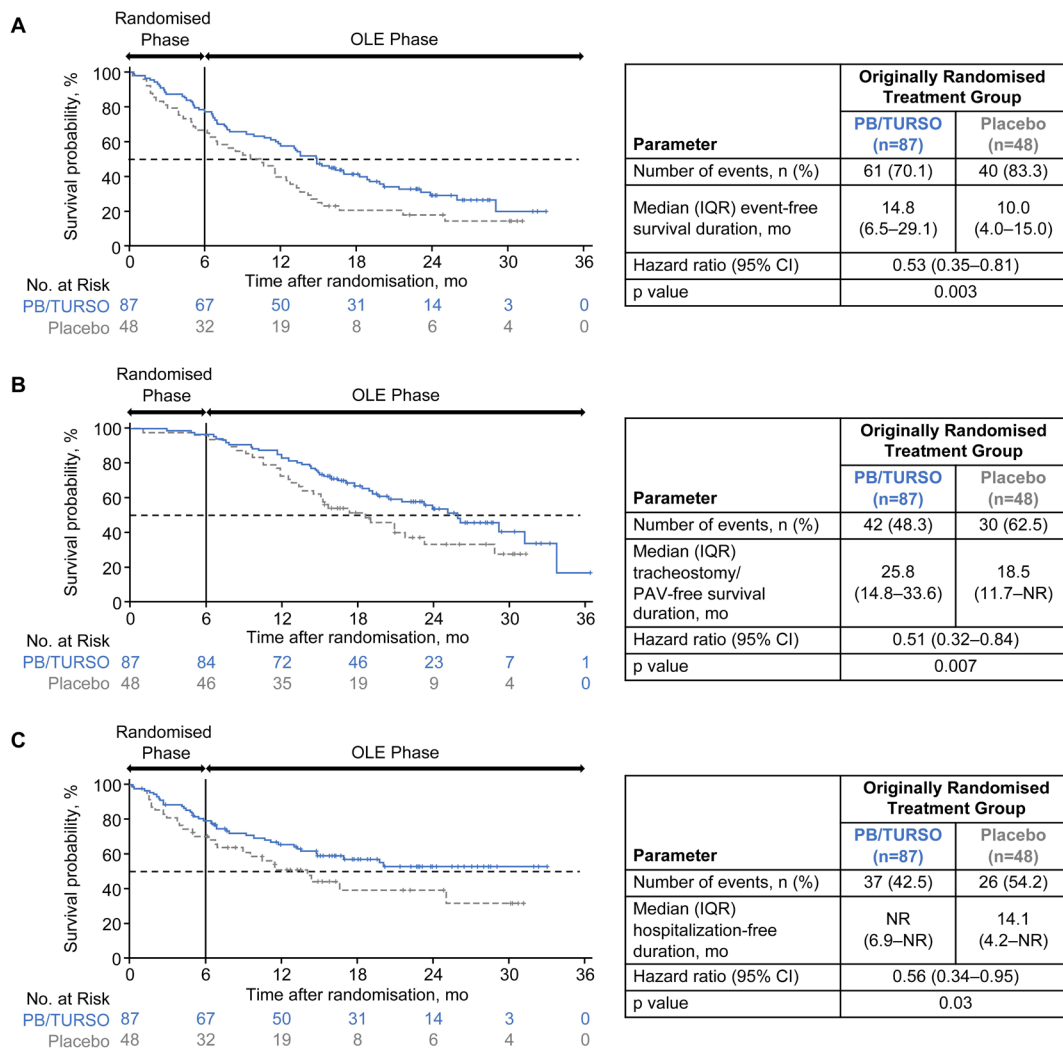 A
Randomised
Phase
OLE Phase
Survival probability, %
100
80
60
40
20
0
0 6 12 18 24 30 36
Time after randomisation, mo
No. at Risk
PB/TURSO 87 67 50 31 14 3 0
Placebo 48 32 19 8 6 4 0
Originally Randomised
Treatment Group
Parameter
PB/TURSO
(n=87)
Placebo
(n=48)
Number of events, n (%) 61 (70.1) 40 (83.3)
Median (IQR) event-free
survival duration, mo
14.8
(6.5–29.1)
10.0
(4.0–15.0)
Hazard ratio (95% CI) 0.53 (0.35–0.81)
p value 0.003
B
Randomised
Phase
OLE Phase
Survival probability, %
100
80
60
40
20
0
0 6 12 18 24 30 36
Time after randomisation, mo
No. at Risk
PB/TURSO 87 84 72 46 23 7 1
Placebo 48 46 35 19 9 4 0
Originally Randomised
Treatment Group
Parameter
PB/TURSO
(n=87)
Placebo
(n=48)
Number of events, n (%) 42 (48.3) 30 (62.5)
Median (IQR)
tracheostomy/
PAV-free survival
duration, mo
25.8
(14.8–33.6)
18.5
(11.7–NR)
Hazard ratio (95% CI) 0.51 (0.32–0.84)
p value 0.007
C
Randomised
Phase
OLE Phase
Survival probability, %
100
80
60
40
20
0
0 6 12 18 24 30 36
Time after randomisation, mo
No. at Risk
PB/TURSO 87 67 50 31 14 3 0
Placebo 48 32 19 8 6 4 0
Originally Randomised
Treatment Group
Parameter
PB/TURSO
(n=87)
Placebo
(n=48)
Number of events, n (%) 37 (42.5) 26 (54.2)
Median (IQR)
hospitalization-free
duration, mo
NR
(6.9–NR)
14.1
(4.2–NR)
Hazard ratio (95% CI) 0.56 (0.34–0.95)
p value 0.03